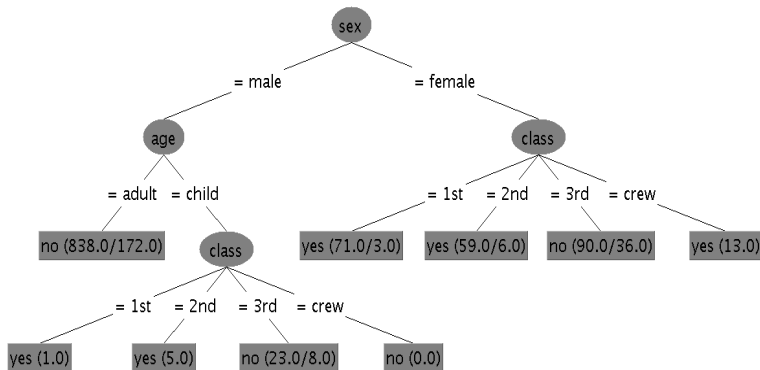 sex
= male = female
age class
= adult = child = 1st = 2nd = 3rd = crew
no (838.0/172.0) class yes (71.0/3.0) yes (59.0/6.0) no (90.0/36.0) yes (13.0)
= 1st = 2nd = 3rd = crew
yes (1.0) yes (5.0) no (23.0/8.0) no (0.0)